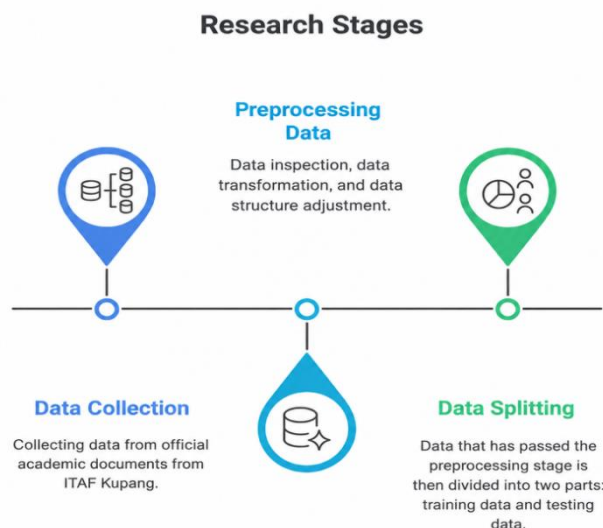 Research Stages
Preprocessing
Data
Data inspection, data
transformation, and data
structure adjustment.
Data Collection
Collecting data from official
academic documents from
ITAF Kupang.
Data Splitting
Data that has passed the
preprocessing stage is
then divided into two parts:
training data and testing
data.